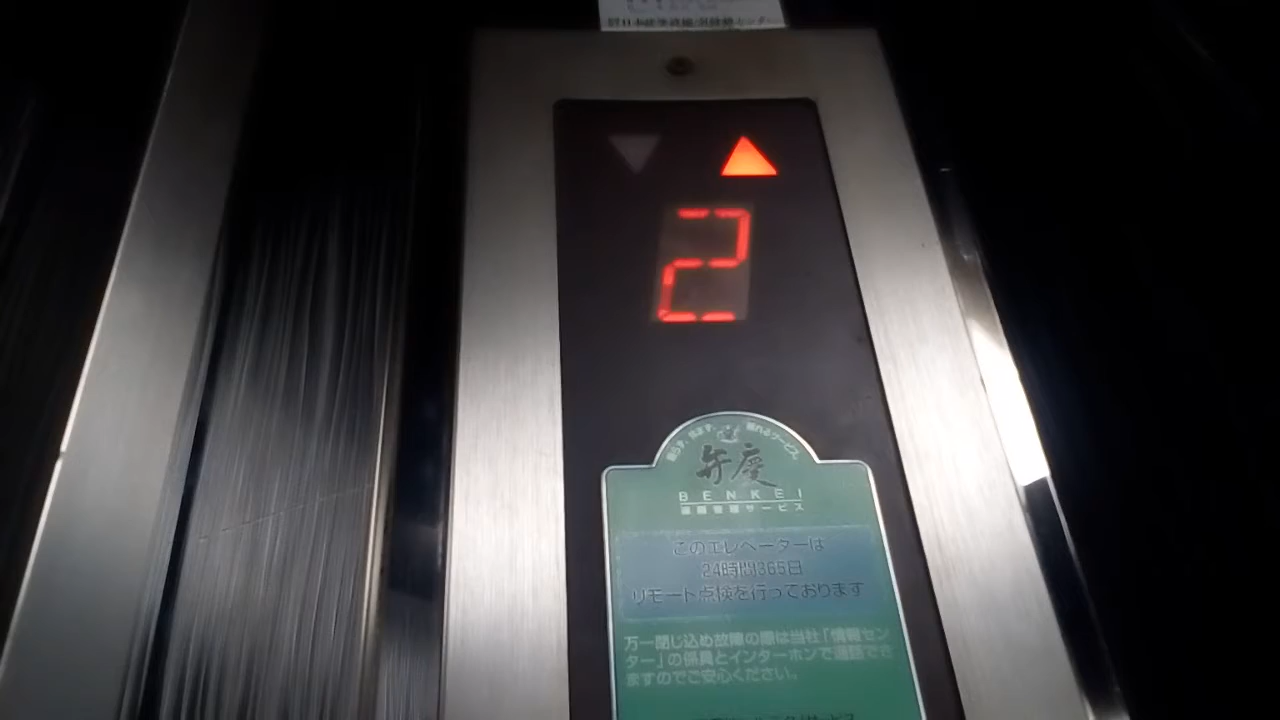 2
弁慶
BENKEI
遠隔管理サービス
このエレベーターは
24時間365日
リモート点検を行っております
万一閉じ込め故障の際は当社「情報セン
ター」の係員とインターホンで通話でき
ますのでご安心ください。